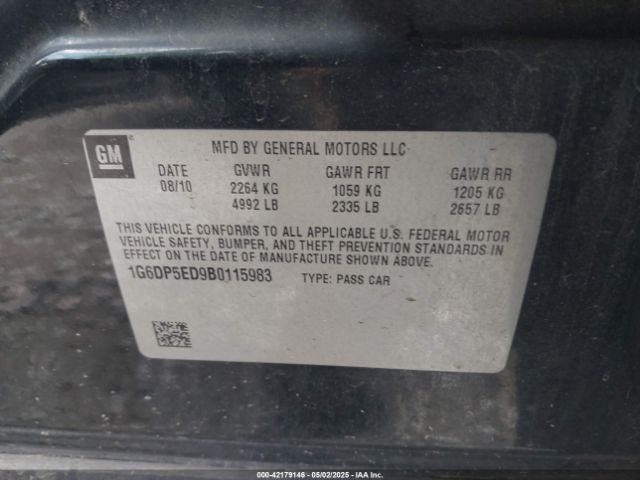 GM
MFD BY GENERAL MOTORS LLC
DATE GVWR GAWR FRT GAWR RR
08/10 2264 KG 1059 KG 1205 KG
4992 LB 2335 LB 2657 LB
THIS VEHICLE CONFORMS TO ALL APPLICABLE U.S. FEDERAL MOTOR
VEHICLE SAFETY, BUMPER, AND THEFT PREVENTION STANDARDS IN
EFFECT ON THE DATE OF MANUFACTURE SHOWN ABOVE.
1G6DP5ED9B0115983 TYPE: PASS CAR
000-42179146 - 05/02/2025 - IAA Inc.